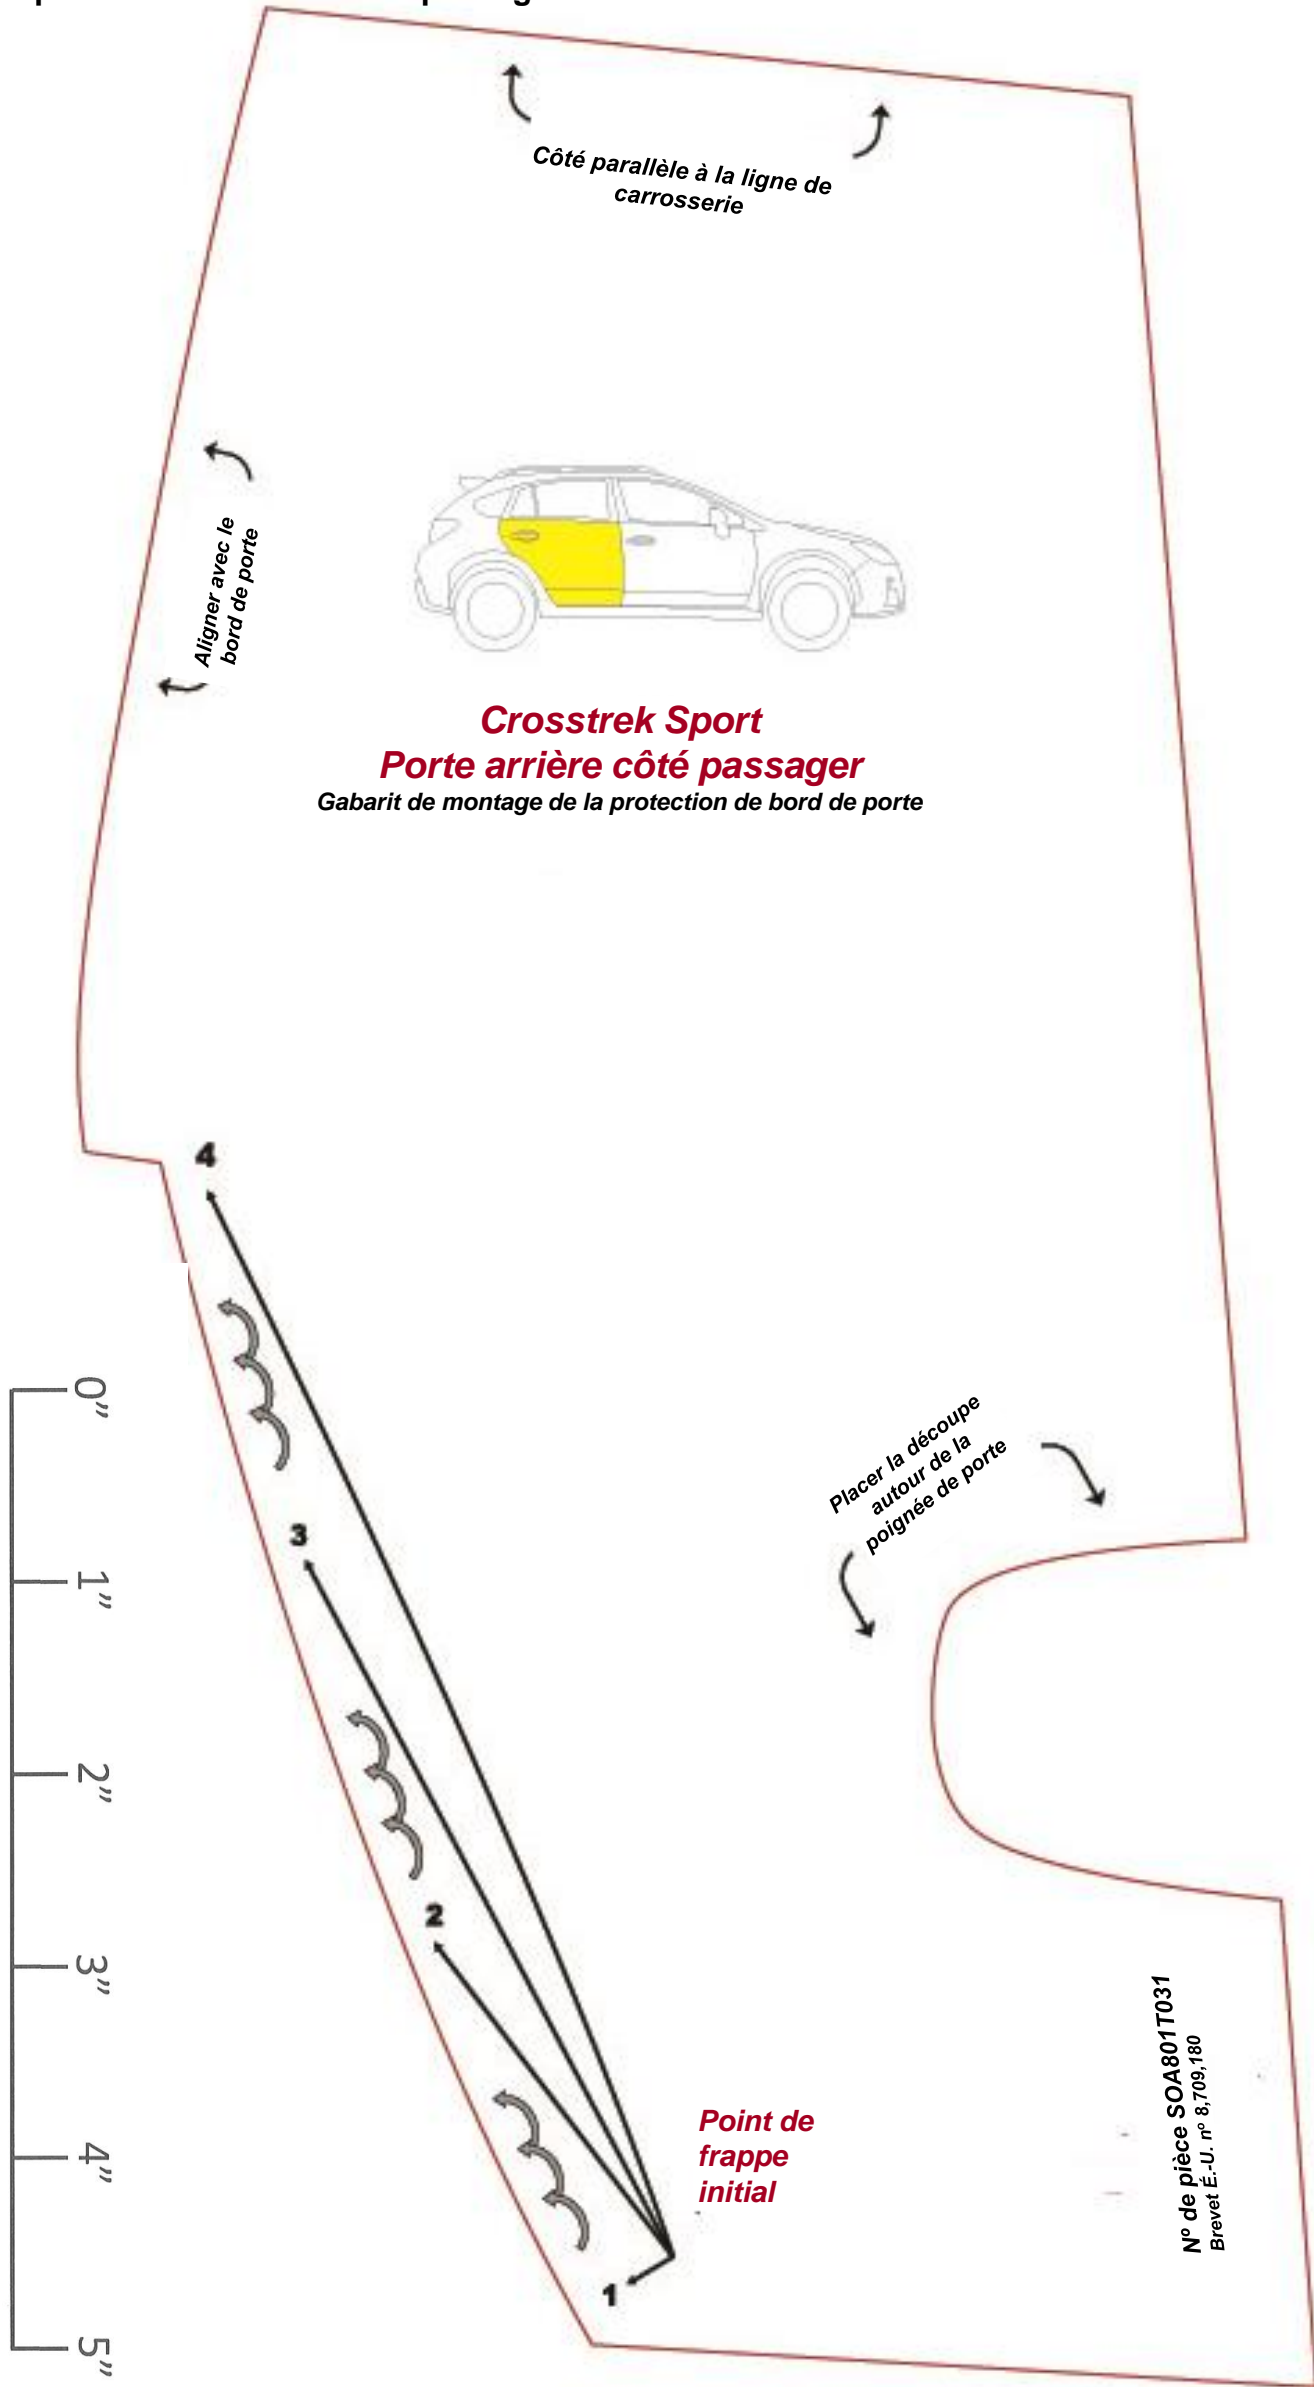 Côté parallèle à la ligne de
carrosserie
Aligner avec le
bord de porte
Crosstrek Sport
Porte arrière côté passager
Gabarit de montage de la protection de bord de porte
4
Placer la découpe
autour de la
poignée de porte
3
2
Point de
frappe
initial
1
Nº de pièce SOA801T031
Brevet É.-U. nº 8,709,180
0”
1”
2”
3”
4”
5”